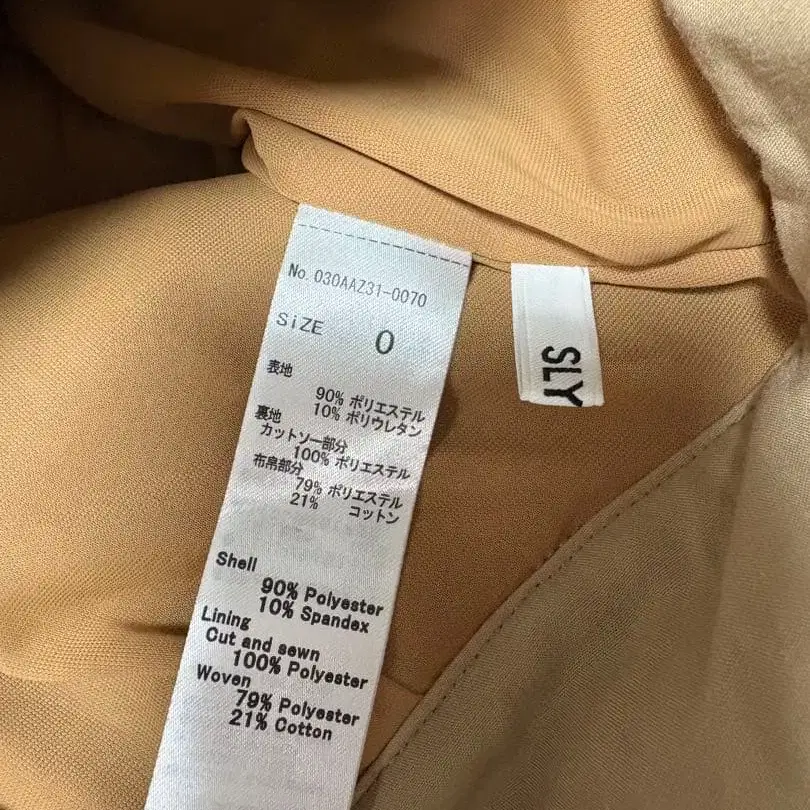 No. 030AAZ31-0070
SiZE 0
表地
90% ポリエステル
10% ポリウレタン
裏地
カットソー部分
100% ポリエステル
布帛部分
79% ポリエステル
21% コットン
Shell
90% Polyester
10% Spandex
Lining
Cut and sewn
100% Polyester
Woven
79% Polyester
21% Cotton
SLY